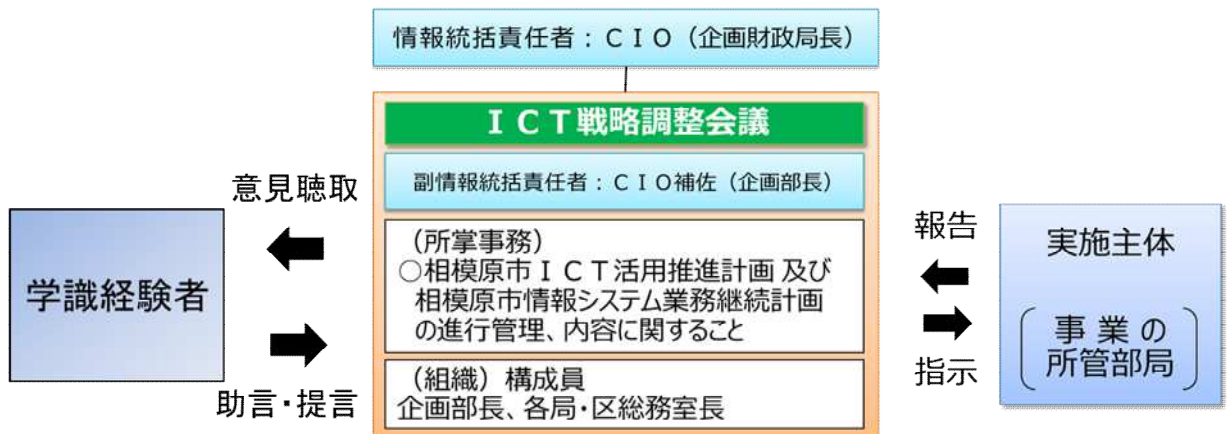 情報統括責任者：ＣＩＯ（企画財政局長）
ＩＣＴ戦略調整会議
副情報統括責任者：ＣＩＯ補佐（企画部長）
（所掌事務）
○相模原市ＩＣＴ活用推進計画 及び
相模原市情報システム業務継続計画
の進行管理、内容に関すること
（組織）構成員
企画部長、各局・区総務室長
意見聴取
学識経験者
助言・提言
報告
指示
実施主体
事業の
所管部局